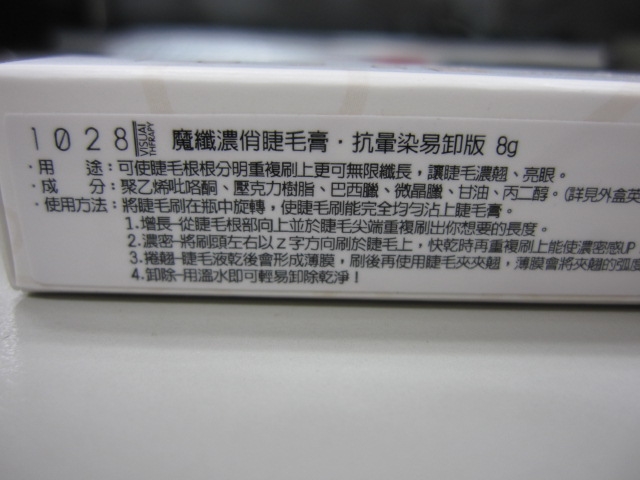 1028 VISUAL THERAPY 魔纖濃俏睫毛膏・抗暈染易卸版 8g
・用 途：可使睫毛根根分明重複刷上更可無限纖長，讓睫毛濃翹、亮眼。
・成 分：聚乙烯吡咯酮、壓克力樹脂、巴西臘、微晶臘、甘油、丙二醇。(詳見外盒英
・使用方法：將睫毛刷在瓶中旋轉，使睫毛刷能完全均勻沾上睫毛膏。
1.增長-從睫毛根部向上並於睫毛尖端重複刷出你想要的長度。
2.濃密-將刷頭左右以Z字方向刷於睫毛上，快乾時再重複刷上能使濃密感UP
3.捲翹-睫毛液乾後會形成薄膜，刷後再使用睫毛夾夾翹，薄膜會將夾翹的弧度
4.卸除-用溫水即可輕易卸除乾淨！